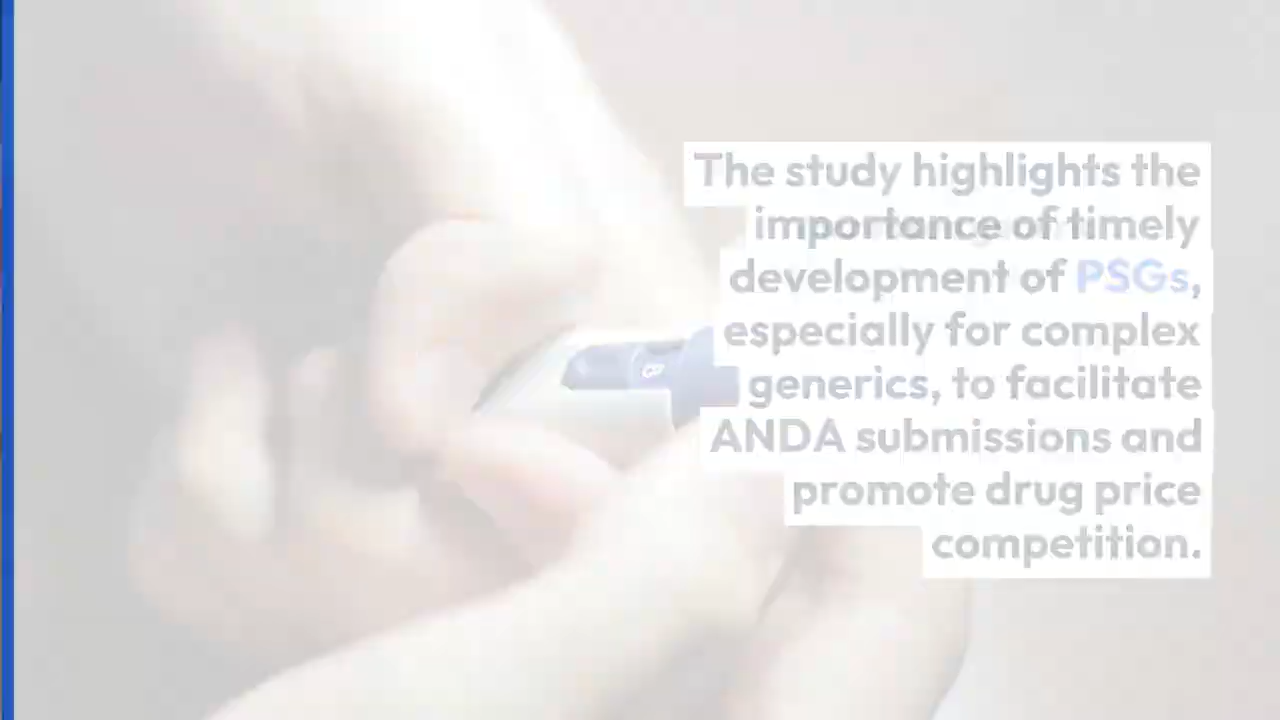 The study highlights the
importance of timely
development of PSGs,
especially for complex
generics, to facilitate
ANDA submissions and
promote drug price
competition.